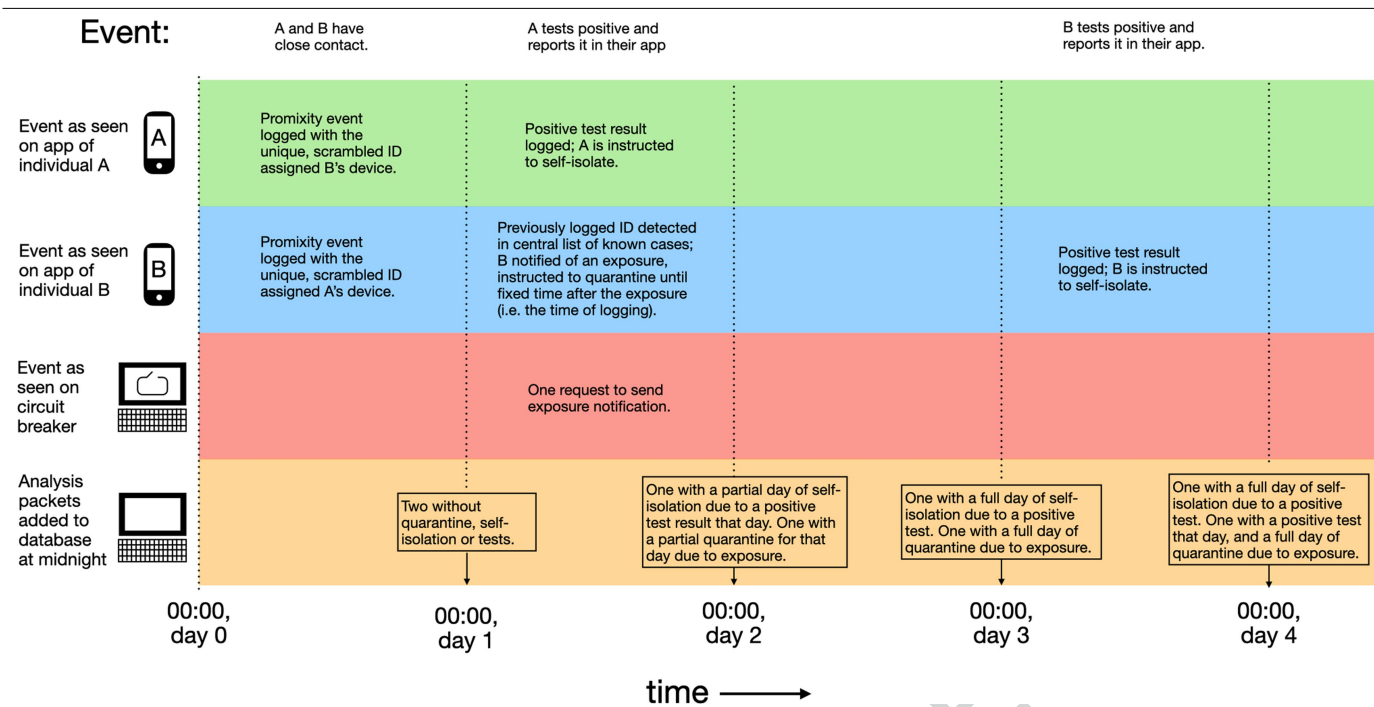 Event:
A and B have
close contact.
A tests positive and
reports it in their app
B tests positive and
reports it in their app.
Event as seen
on app of
individual A
A
Promixity event
logged with the
unique, scrambled ID
assigned B's device.
Positive test result
logged; A is instructed
to self-isolate.
Event as seen
on app of
individual B
B
Promixity event
logged with the
unique, scrambled ID
assigned A's device.
Previously logged ID detected
in central list of known cases;
B notified of an exposure,
instructed to quarantine until
fixed time after the exposure
(i.e. the time of logging).
Positive test result
logged; B is instructed
to self-isolate.
Event as
seen on
circuit
breaker
One request to send
exposure notification.
Analysis
packets
added to
database
at midnight
Two without
quarantine, self-
isolation or tests.
One with a partial day of self-
isolation due to a positive
test result that day. One with
a partial quarantine for that
day due to exposure.
One with a full day of self-
isolation due to a positive
test. One with a full day of
quarantine due to exposure.
One with a full day of self-
isolation due to a positive
test. One with a positive test
that day, and a full day of
quarantine due to exposure.
00:00,
day 0
00:00,
day 1
00:00,
day 2
00:00,
day 3
00:00,
day 4
time